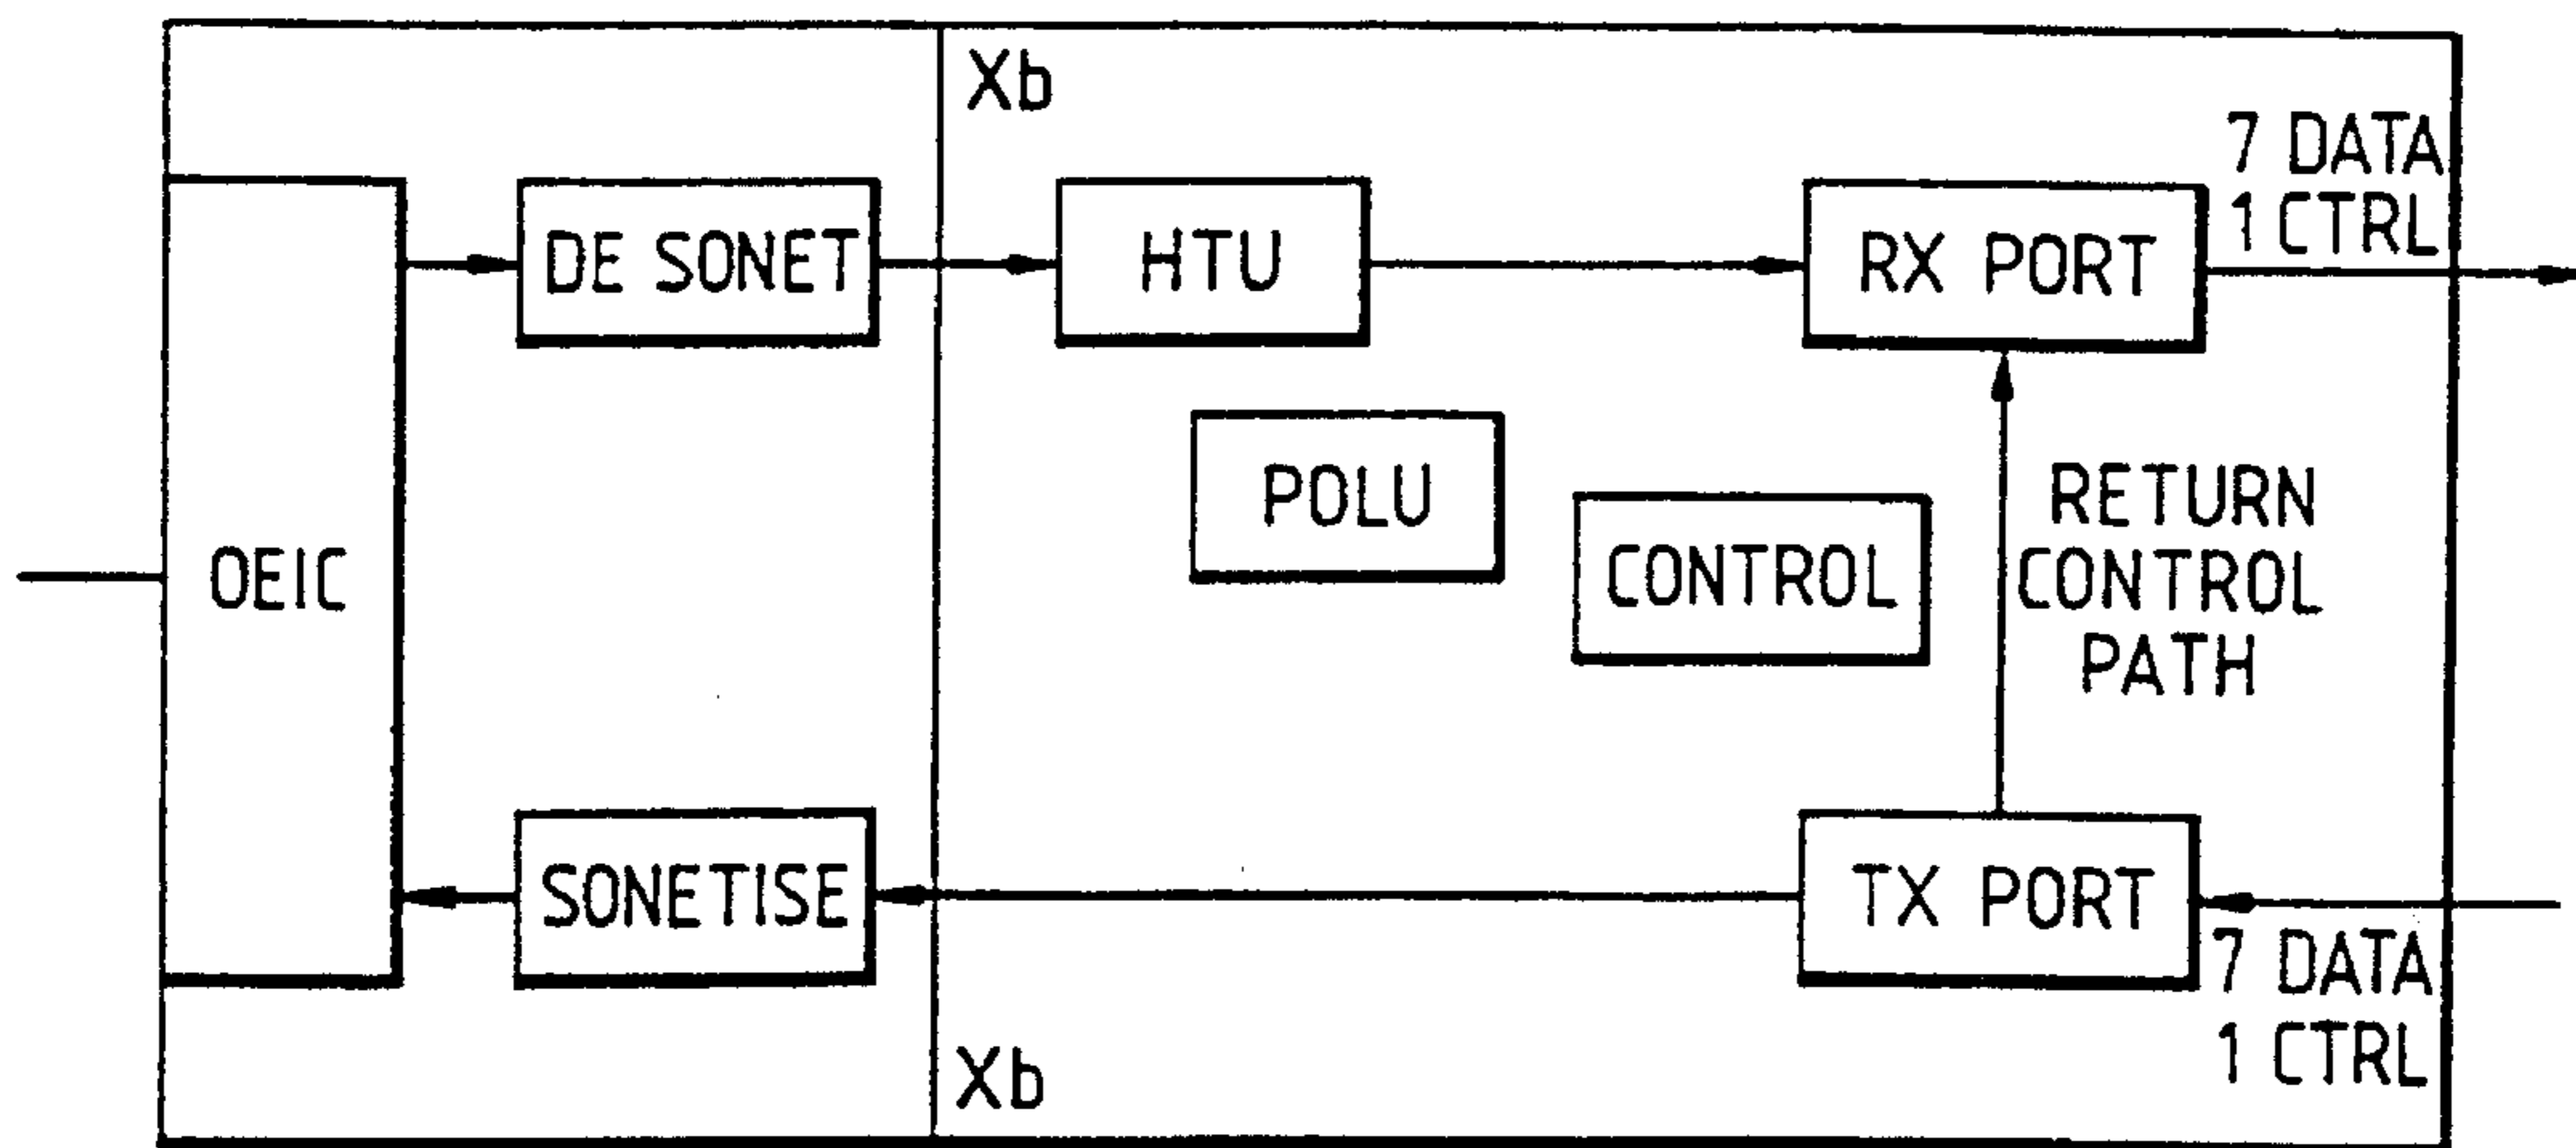 Xb
7 DATA
1 CTRL
DE SONET
HTU
RX PORT
POLU
CONTROL
RETURN
CONTROL
PATH
OEIC
SONETISE
TX PORT
7 DATA
1 CTRL
Xb